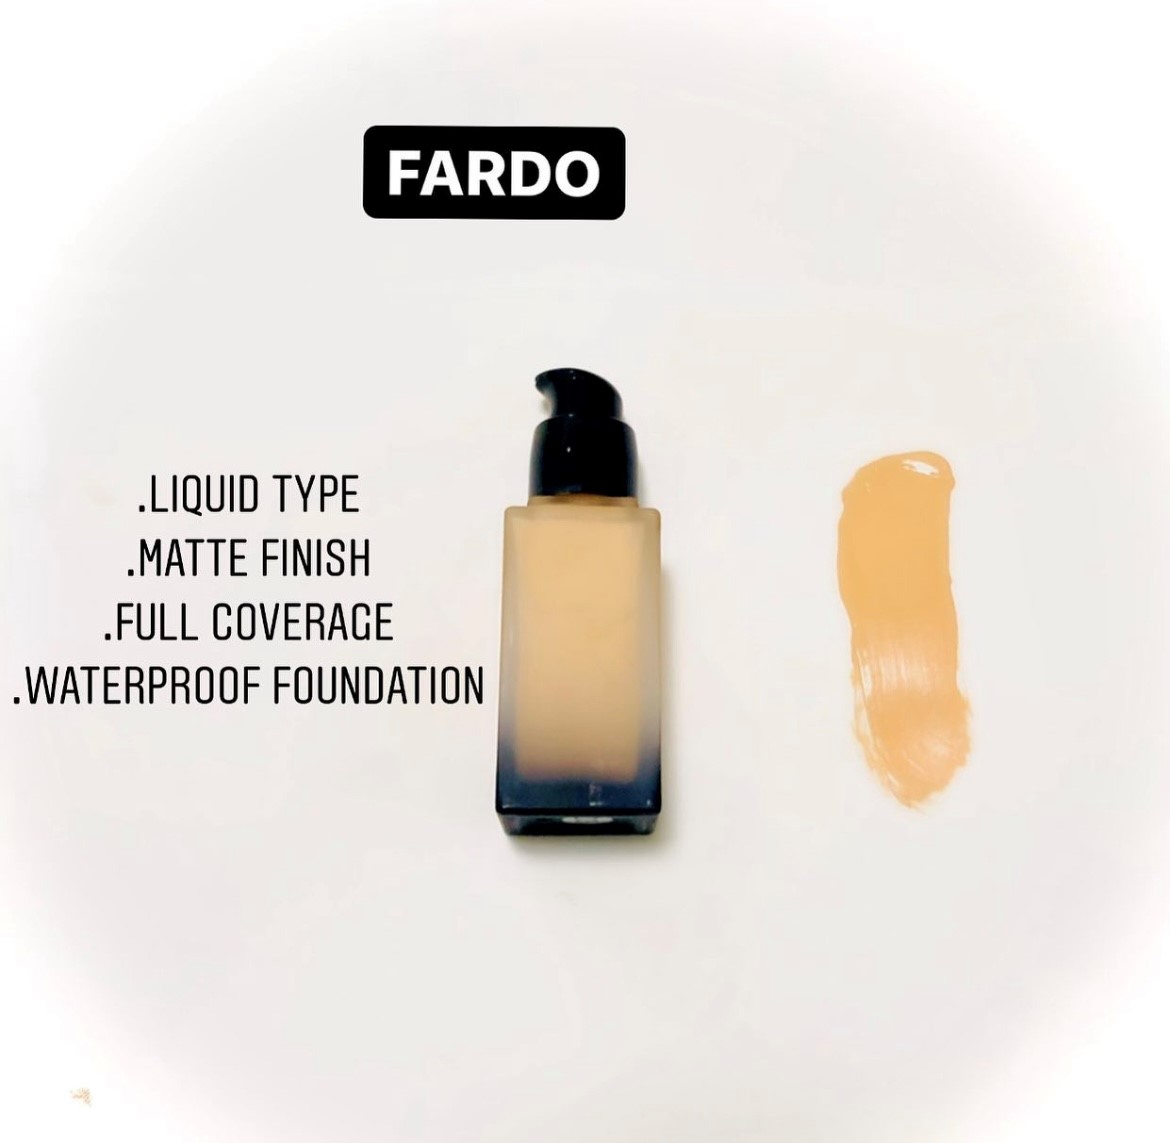 FARDO
.LIQUID TYPE
.MATTE FINISH
.FULL COVERAGE
.WATERPROOF FOUNDATION